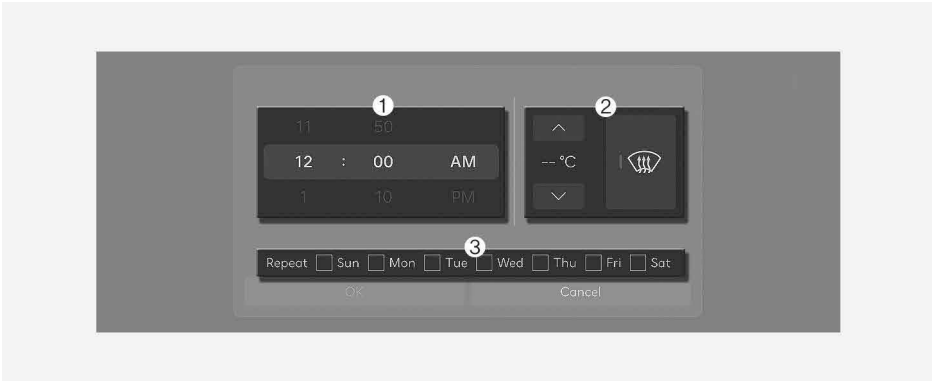 1 2
11 50
12 : 00 AM -- °C
1 10 PM
3
Repeat Sun Mon Tue Wed Thu Fri Sat
OK Cancel